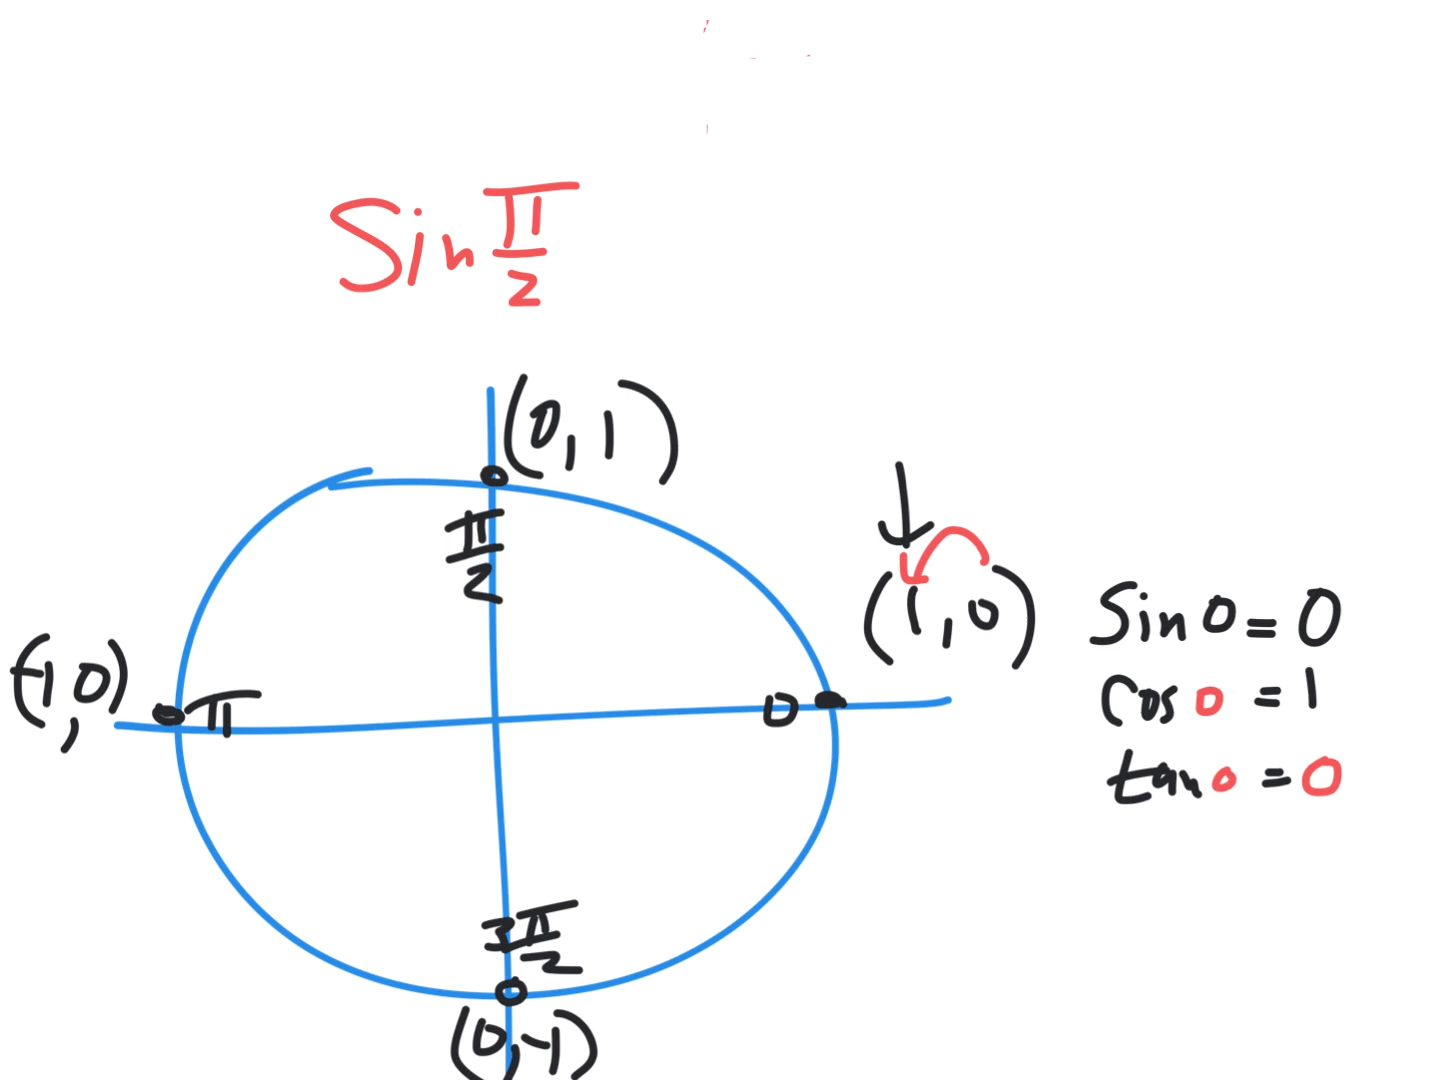 Sin π/2
(0, 1)
π/2
(1, 0)
Sin 0 = 0
(-1, 0)
π
0
cos 0 = 1
tan 0 = 0
3π/2
(0, -1)